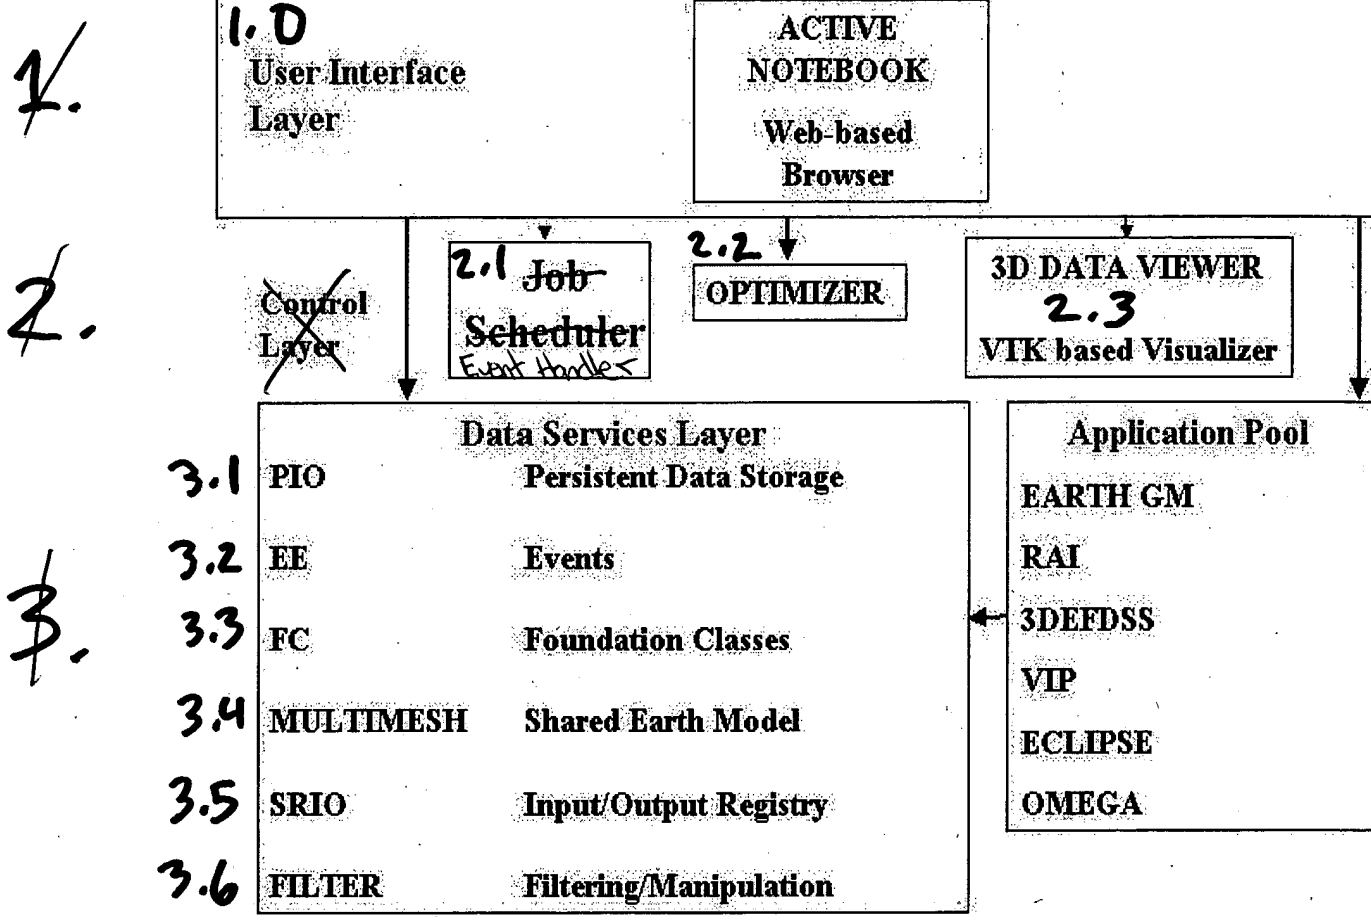 1.
1.0
User Interface
Layer
ACTIVE
NOTEBOOK
Web-based
Browser
2.
Control
Layer
2.1
Job
Scheduler
Event Handler
2.2
OPTIMIZER
3D DATA VIEWER
2.3
VTK based Visualizer
3.
Data Services Layer
3.1 PIO Persistent Data Storage
3.2 EE Events
3.3 FC Foundation Classes
3.4 MULTIMESH Shared Earth Model
3.5 SRIO Input/Output Registry
3.6 FILTER Filtering/Manipulation
Application Pool
EARTH GM
RAI
3DEFDSS
VIP
ECLIPSE
OMEGA